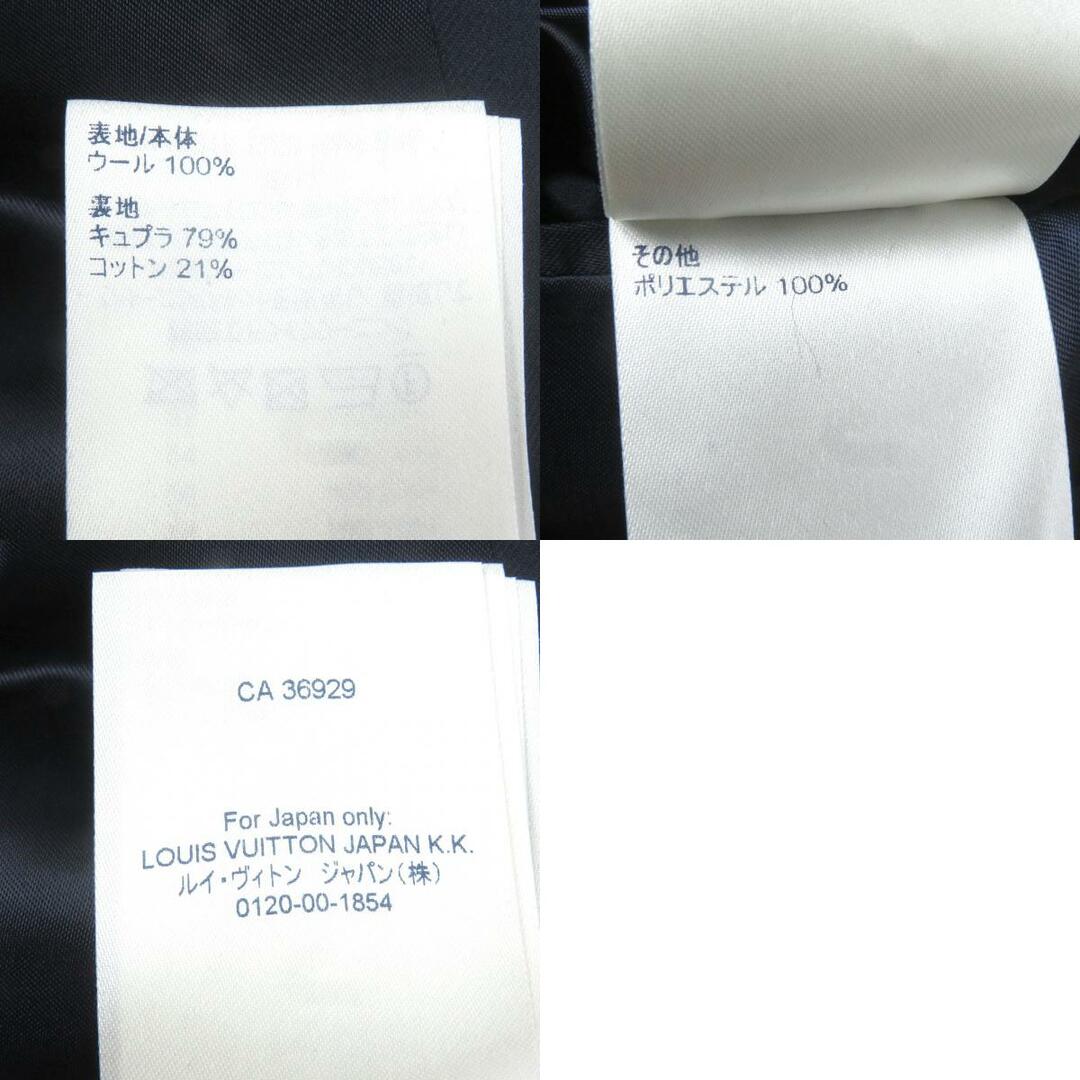 表地/本体
ウール 100%
裏地
キュプラ 79%
コットン 21%
その他
ポリエステル 100%
CA 36929
For Japan only:
LOUIS VUITTON JAPAN K.K.
ルイ・ヴィトン ジャパン(株)
0120-00-1854